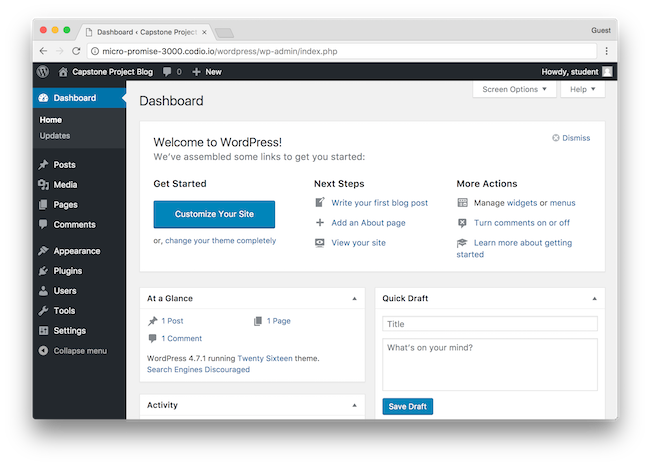 Dashboard ‹ Capstone Project
Guest
micro-promise-3000.codio.io/wordpress/wp-admin/index.php
Capstone Project Blog 0 + New Howdy, student
Dashboard
Home
Updates
Posts
Media
Pages
Comments
Appearance
Plugins
Users
Tools
Settings
Collapse menu
Screen Options Help
Dashboard
Welcome to WordPress!
Dismiss
We've assembled some links to get you started:
Get Started
Customize Your Site
or, change your theme completely
Next Steps
Write your first blog post
Add an About page
View your site
More Actions
Manage widgets or menus
Turn comments on or off
Learn more about getting
started
At a Glance
1 Post 1 Page
1 Comment
WordPress 4.7.1 running Twenty Sixteen theme.
Search Engines Discouraged
Activity
Quick Draft
Title
What's on your mind?
Save Draft